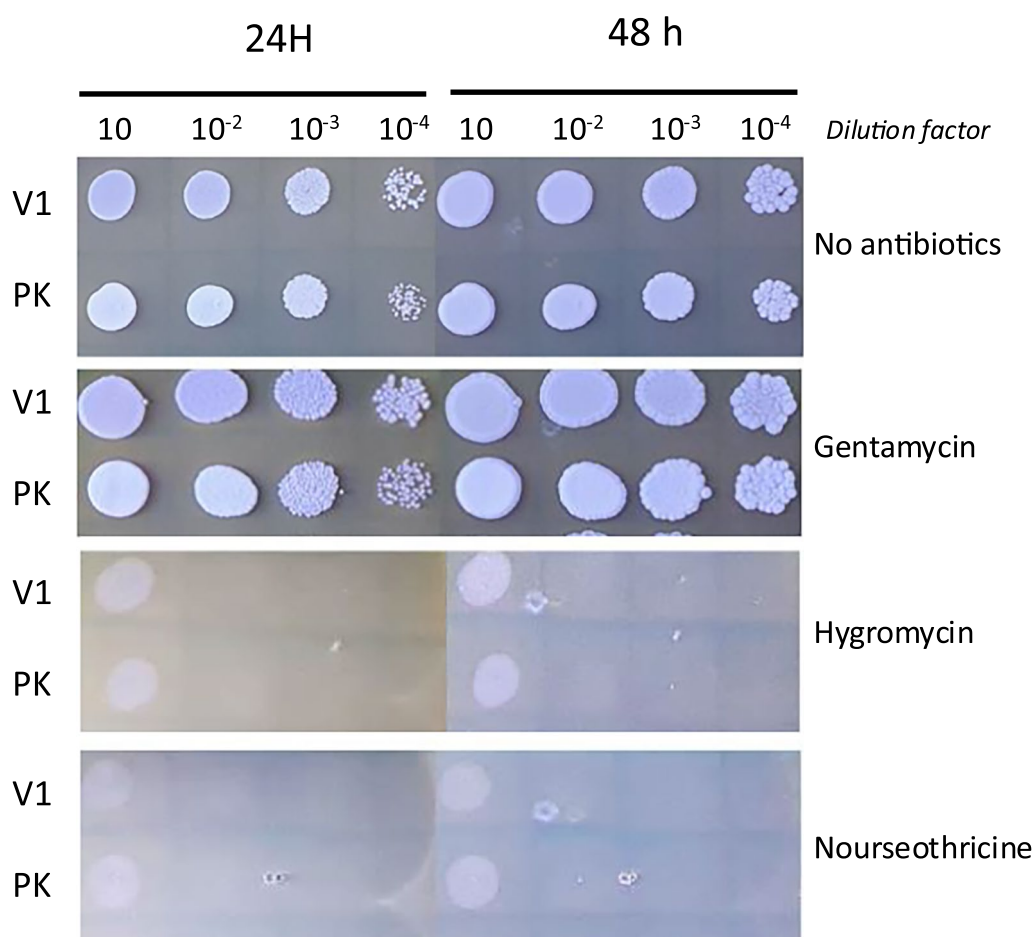 24H 48 h
10 10⁻² 10⁻³ 10⁻⁴ 10 10⁻² 10⁻³ 10⁻⁴ Dilution factor
V1
No antibiotics
PK
V1
Gentamycin
PK
V1
Hygromycin
PK
V1
Nourseothricine
PK